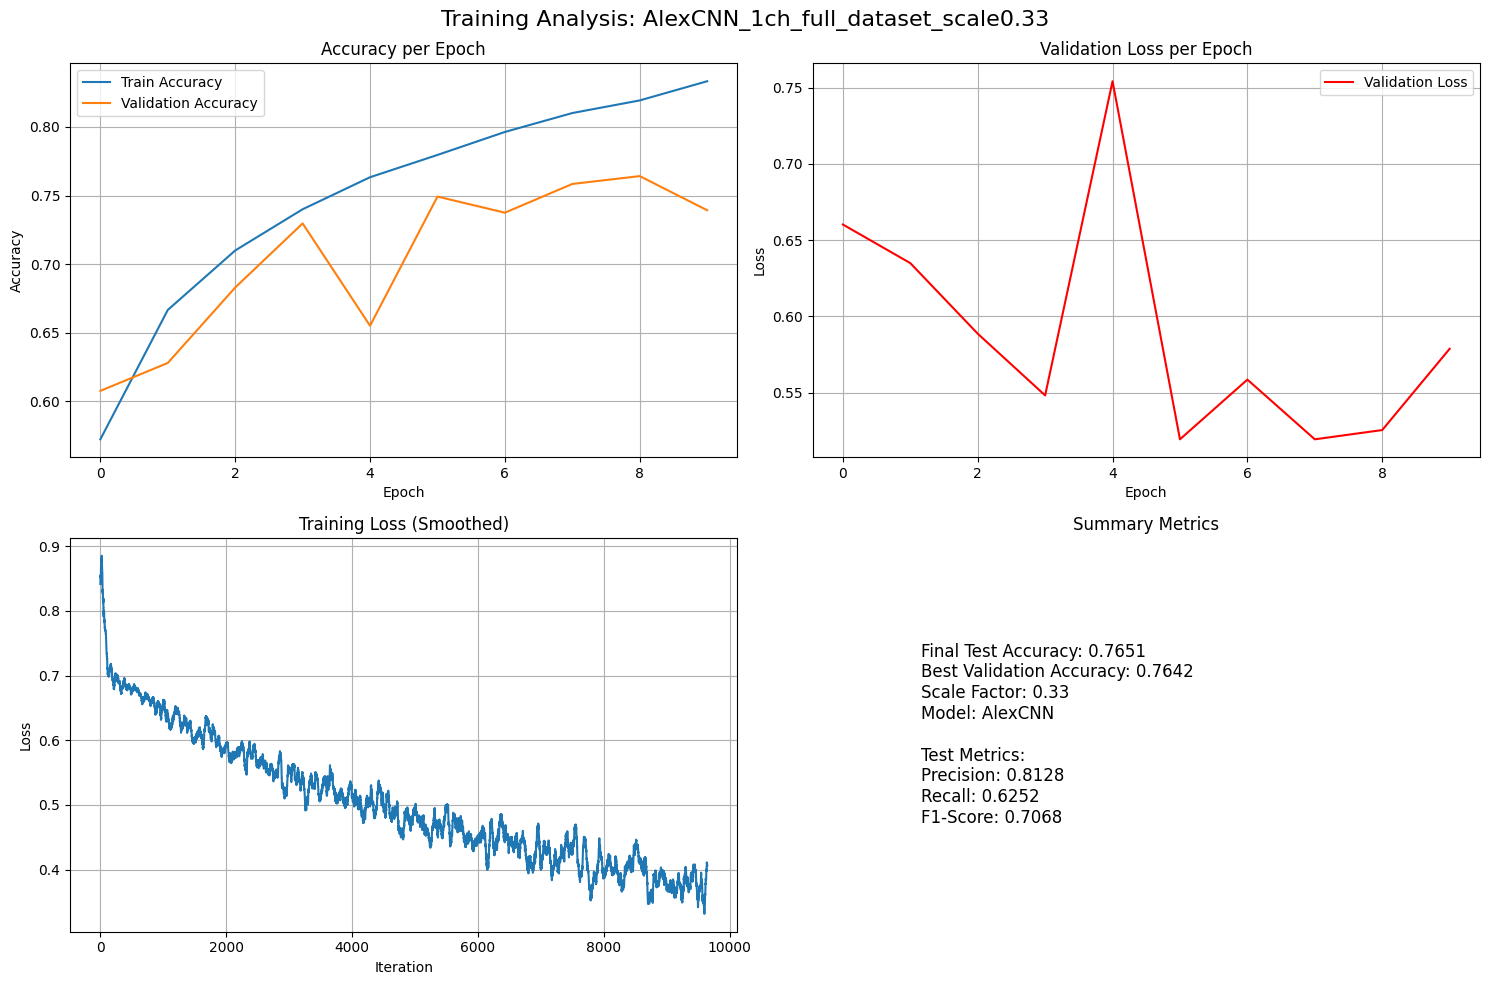 Training Analysis: AlexCNN_1ch_full_dataset_scale0.33
Accuracy per Epoch
Train Accuracy
Validation Accuracy
0.80
0.75
0.70
0.65
0.60
Accuracy
0 2 4 6 8
Epoch
Validation Loss per Epoch
Validation Loss
0.75
0.70
0.65
0.60
0.55
Loss
0 2 4 6 8
Epoch
Training Loss (Smoothed)
0.9
0.8
0.7
0.6
0.5
0.4
Loss
0 2000 4000 6000 8000 10000
Iteration
Summary Metrics
Final Test Accuracy: 0.7651
Best Validation Accuracy: 0.7642
Scale Factor: 0.33
Model: AlexCNN
Test Metrics:
Precision: 0.8128
Recall: 0.6252
F1-Score: 0.7068